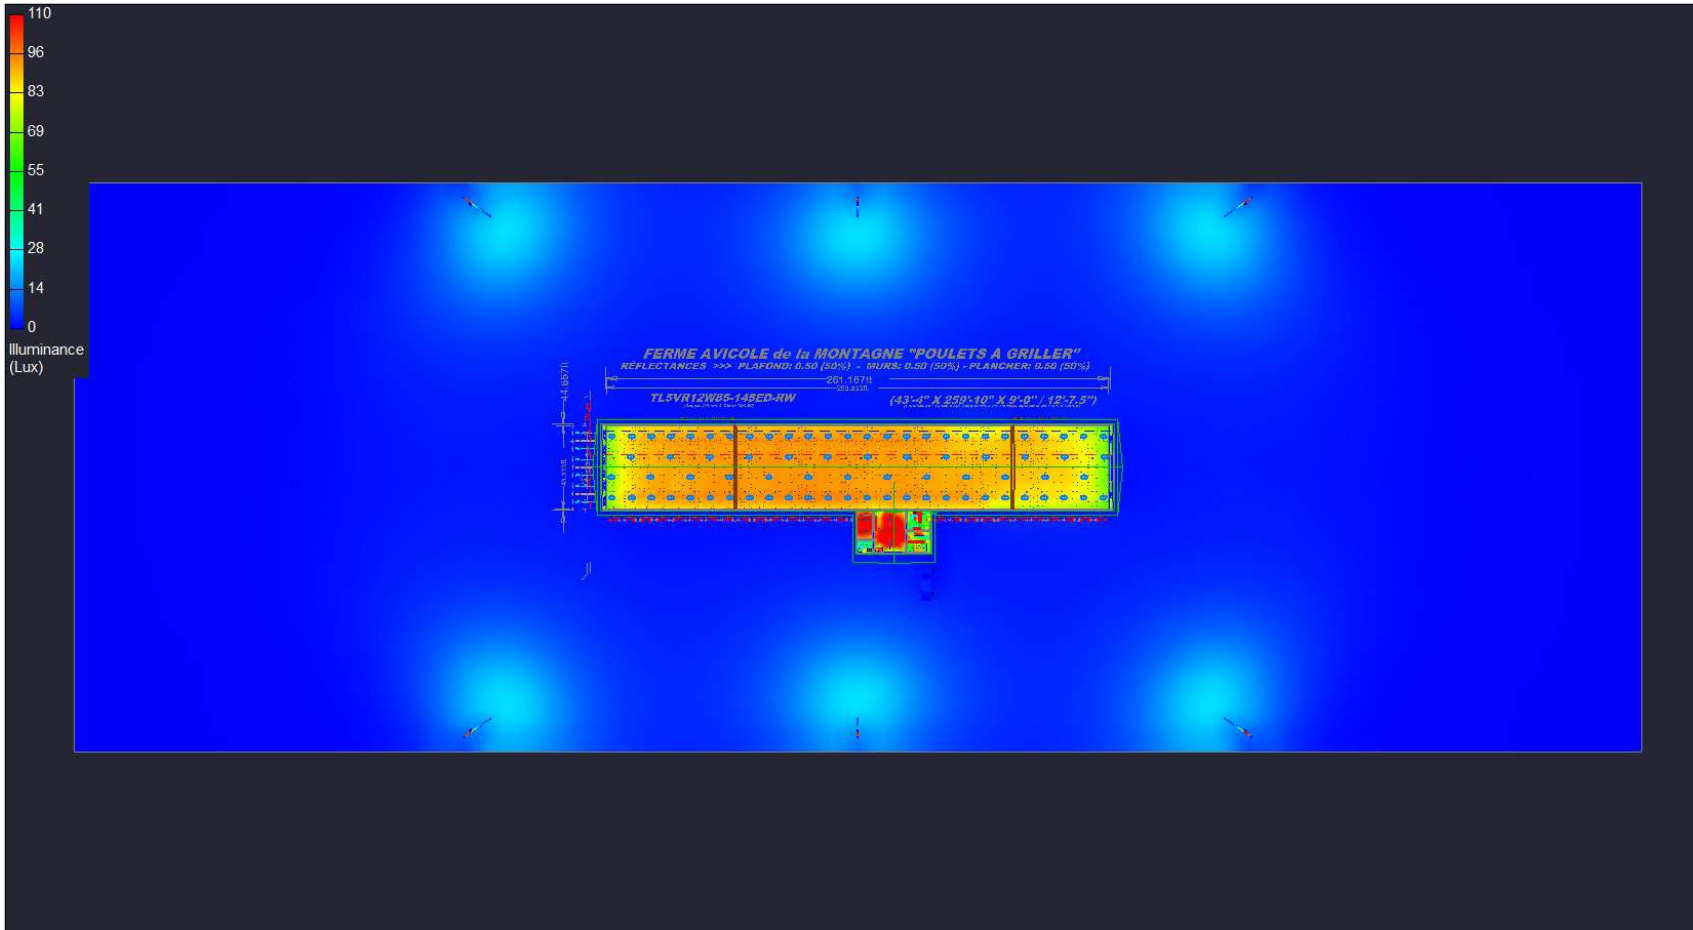 110
96
83
69
55
41
28
14
0
Illuminance
(Lux)
FERME AVICOLE de la MONTAGNE "POULETS À GRILLER"
RÉFLECTANCES >>> PLAFOND: 0.50 (50%) - MURS: 0.50 (50%) - PLANCHER: 0.50 (50%)
261.167ft
44.667ft
TL5VR12W85-145ED-RW
(43'-4" X 259'-10" X 9'-0" / 12'-7.5")